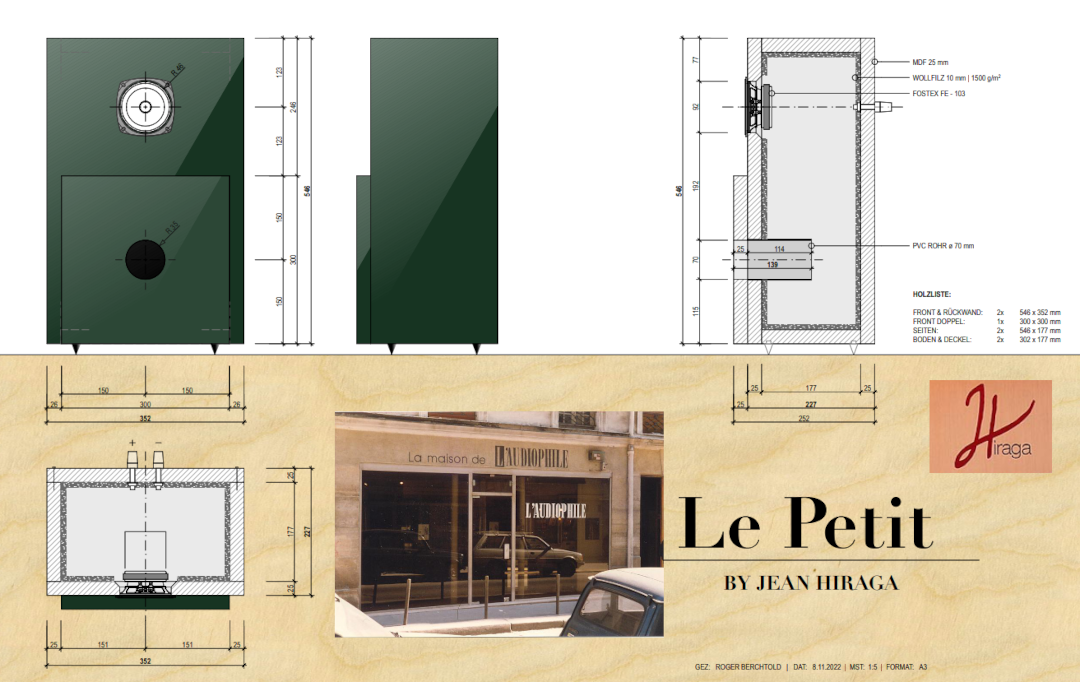 R 46
123
246
123
546
150
R 35
300
150
77
92
546
192
25
114
139
70
115
MDF 25 mm
WOLLFILZ 10 mm | 1500 g/m²
FOSTEX FE - 103
PVC ROHR ø 70 mm
HOLZLISTE:
FRONT & RÜCKWAND: 2x 546 x 352 mm
FRONT DOPPEL: 1x 300 x 300 mm
SEITEN: 2x 546 x 177 mm
BODEN & DECKEL: 2x 302 x 177 mm
150 150
26 300 26
352
25 177 25
25 227
252
+ –
25
177
227
25
25 151 151 25
352
La maison de L'AUDIOPHILE
L'AUDIOPHILE
Hiraga
Le Petit
BY JEAN HIRAGA
GEZ: ROGER BERCHTOLD | DAT: 8.11.2022 | MST: 1:5 | FORMAT: A3